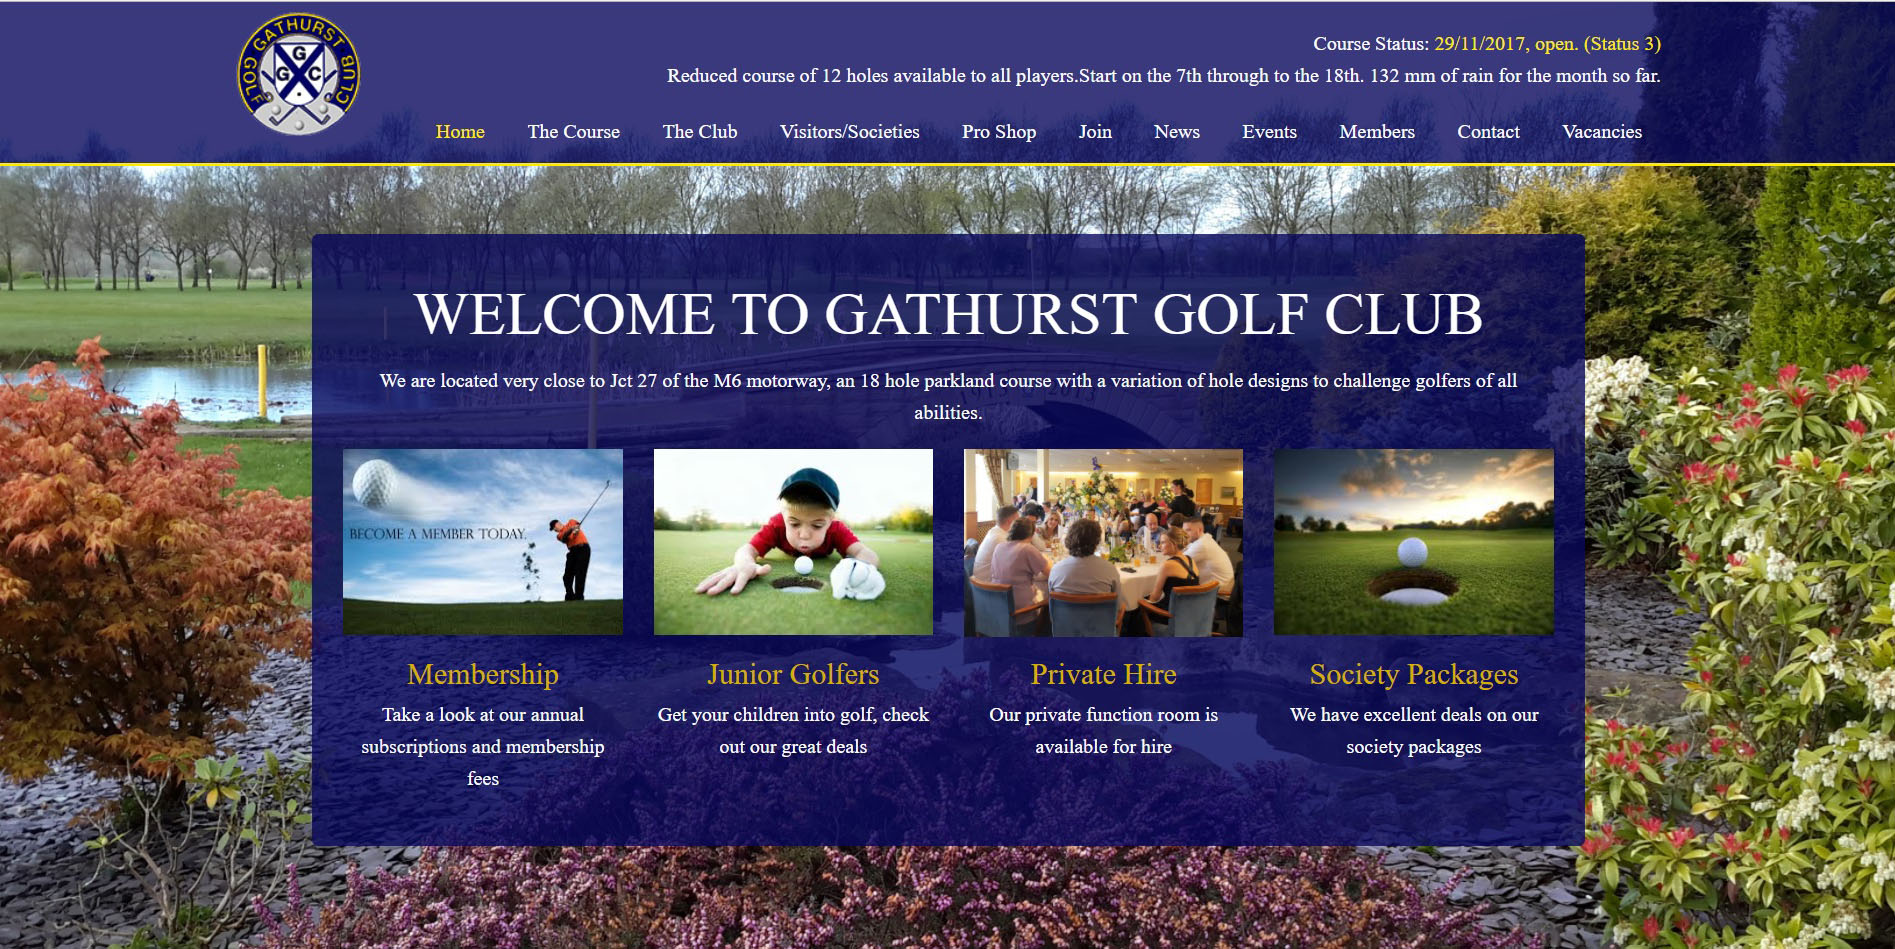 GATHURST GOLF CLUB
G
G C
Course Status: 29/11/2017, open. (Status 3)
Reduced course of 12 holes available to all players.Start on the 7th through to the 18th. 132 mm of rain for the month so far.
Home The Course The Club Visitors/Societies Pro Shop Join News Events Members Contact Vacancies
WELCOME TO GATHURST GOLF CLUB
We are located very close to Jct 27 of the M6 motorway, an 18 hole parkland course with a variation of hole designs to challenge golfers of all
abilities.
BECOME A MEMBER TODAY.
Membership
Take a look at our annual
subscriptions and membership
fees
Junior Golfers
Get your children into golf, check
out our great deals
Private Hire
Our private function room is
available for hire
Society Packages
We have excellent deals on our
society packages